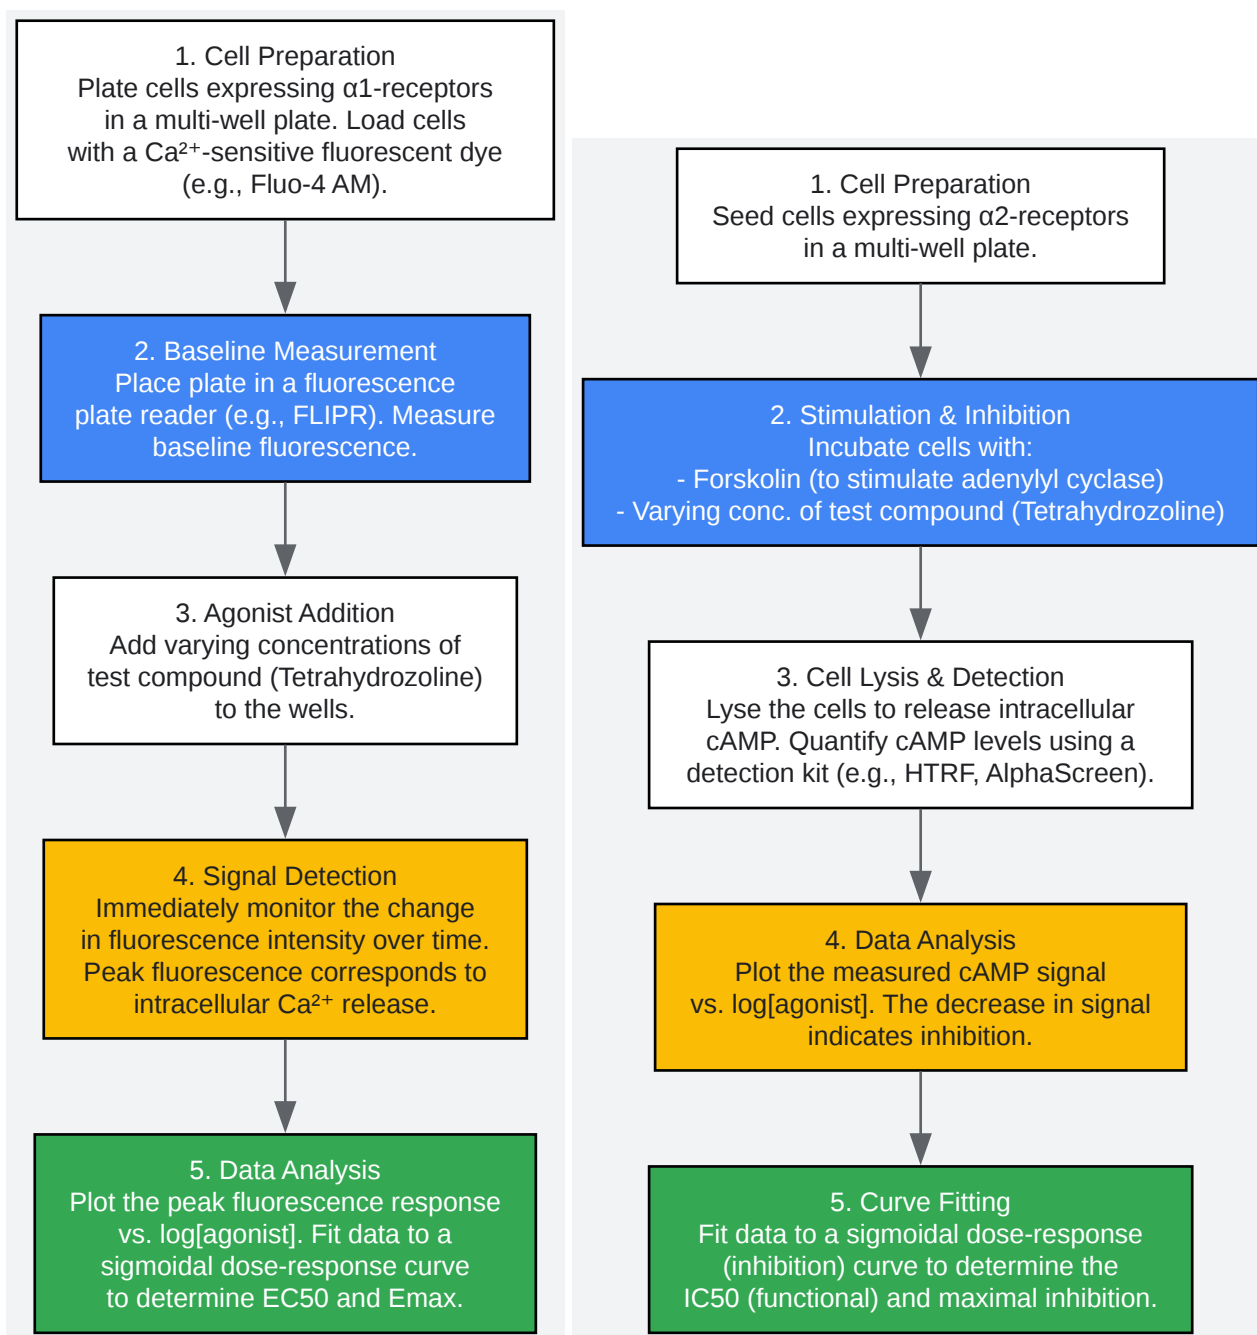 1. Cell Preparation
Plate cells expressing α1-receptors
in a multi-well plate. Load cells
with a Ca²⁺-sensitive fluorescent dye
(e.g., Fluo-4 AM).
2. Baseline Measurement
Place plate in a fluorescence
plate reader (e.g., FLIPR). Measure
baseline fluorescence.
3. Agonist Addition
Add varying concentrations of
test compound (Tetrahydrozoline)
to the wells.
4. Signal Detection
Immediately monitor the change
in fluorescence intensity over time.
Peak fluorescence corresponds to
intracellular Ca²⁺ release.
5. Data Analysis
Plot the peak fluorescence response
vs. log[agonist]. Fit data to a
sigmoidal dose-response curve
to determine EC50 and Emax.
1. Cell Preparation
Seed cells expressing α2-receptors
in a multi-well plate.
2. Stimulation & Inhibition
Incubate cells with:
- Forskolin (to stimulate adenylyl cyclase)
- Varying conc. of test compound (Tetrahydrozoline)
3. Cell Lysis & Detection
Lyse the cells to release intracellular
cAMP. Quantify cAMP levels using a
detection kit (e.g., HTRF, AlphaScreen).
4. Data Analysis
Plot the measured cAMP signal
vs. log[agonist]. The decrease in signal
indicates inhibition.
5. Curve Fitting
Fit data to a sigmoidal dose-response
(inhibition) curve to determine the
IC50 (functional) and maximal inhibition.